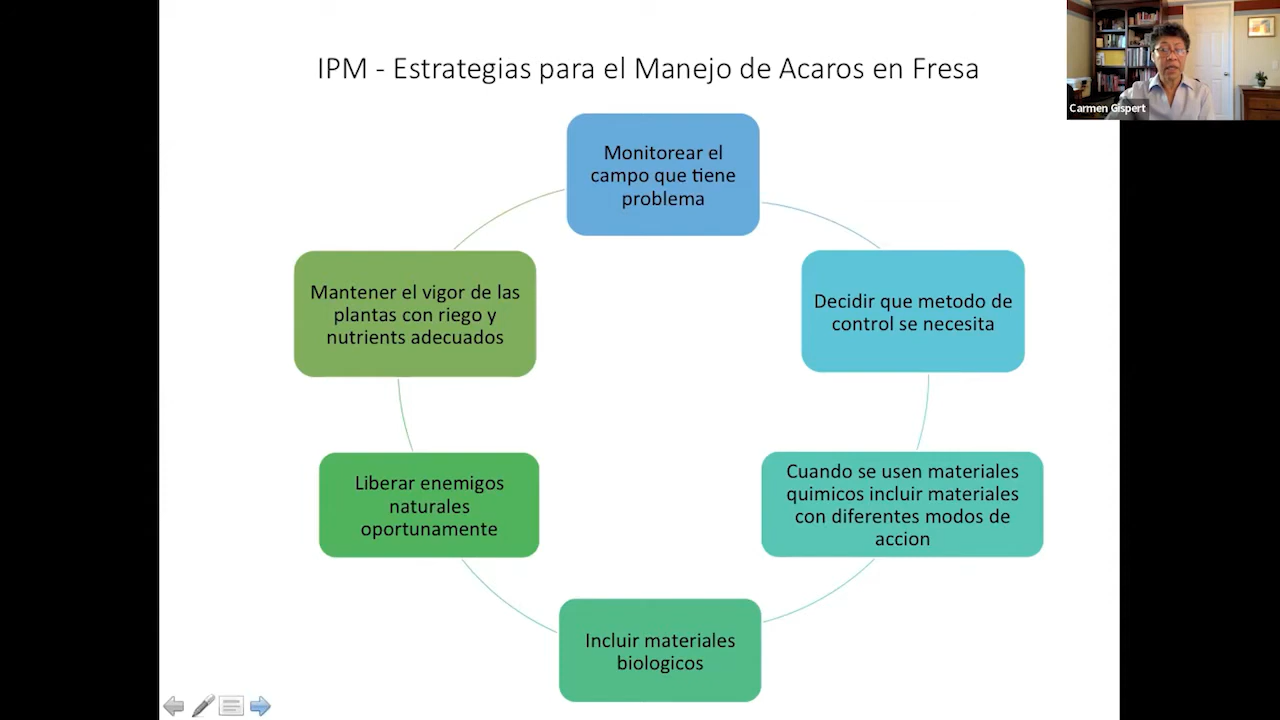 IPM - Estrategias para el Manejo de Acaros en Fresa
Carmen Gispert
Monitorear el
campo que tiene
problema
Decidir que metodo de
control se necesita
Cuando se usen materiales
quimicos incluir materiales
con diferentes modos de
accion
Incluir materiales
biologicos
Liberar enemigos
naturales
oportunamente
Mantener el vigor de las
plantas con riego y
nutrients adecuados